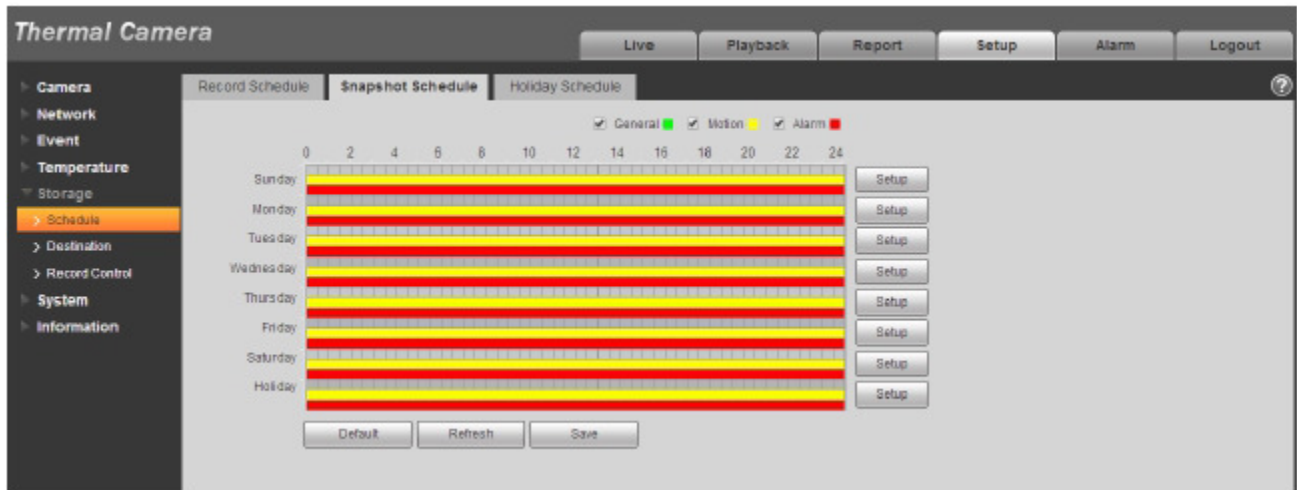 Thermal Camera
Live Playback Report Setup Alarm Logout
Camera
Network
Event
Temperature
Storage
Schedule
Destination
Record Control
System
Information
Record Schedule Snapshot Schedule Holiday Schedule ?
General Motion Alarm
0 2 4 6 8 10 12 14 16 18 20 22 24
Sunday Setup
Monday Setup
Tuesday Setup
Wednesday Setup
Thursday Setup
Friday Setup
Saturday Setup
Holiday Setup
Default Refresh Save